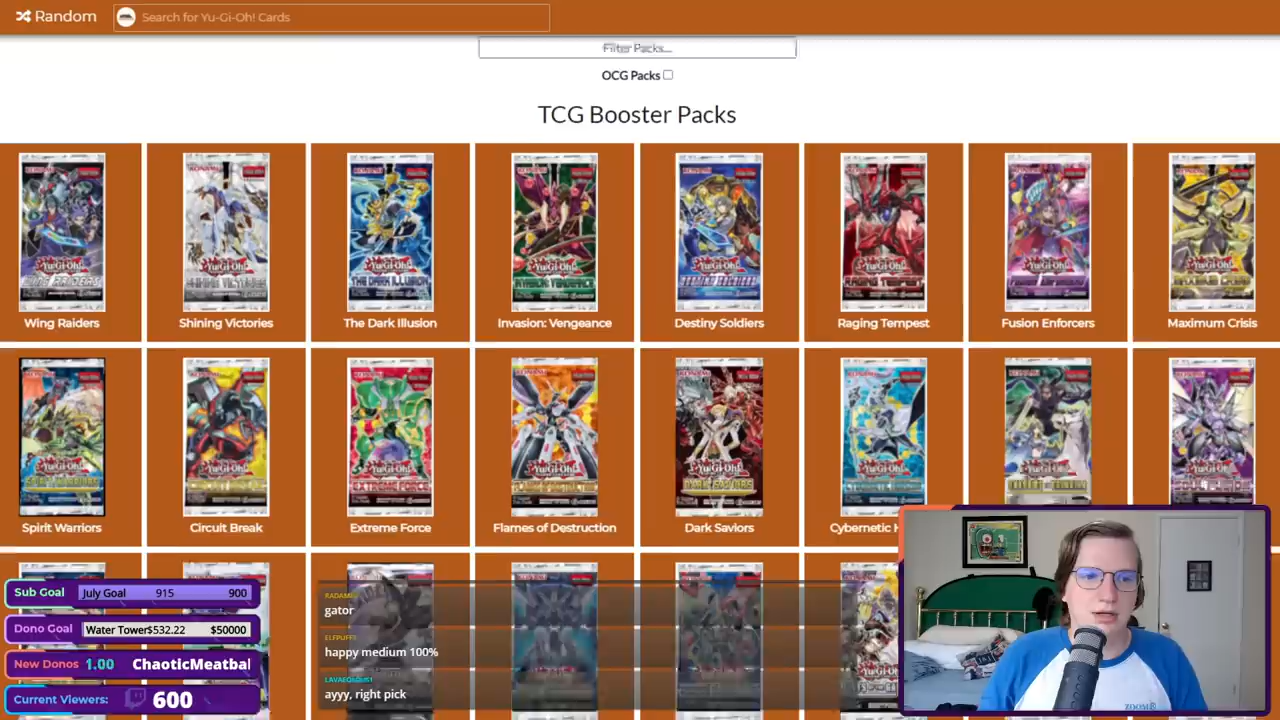 Random
Search for Yu-Gi-Oh! Cards
Filter Packs...
OCG Packs
TCG Booster Packs
Wing Raiders
Shining Victories
The Dark Illusion
Invasion: Vengeance
Destiny Soldiers
Raging Tempest
Fusion Enforcers
Maximum Crisis
Spirit Warriors
Circuit Break
Extreme Force
Flames of Destruction
Dark Saviors
Cybernetic
Sub Goal
July Goal 915 900
Dono Goal
Water Tower$532.22 $50000
New Donos 1.00 ChaoticMeatbal
Current Viewers: 600
gator
happy medium 100%
ayyy, right pick
ZOOM®